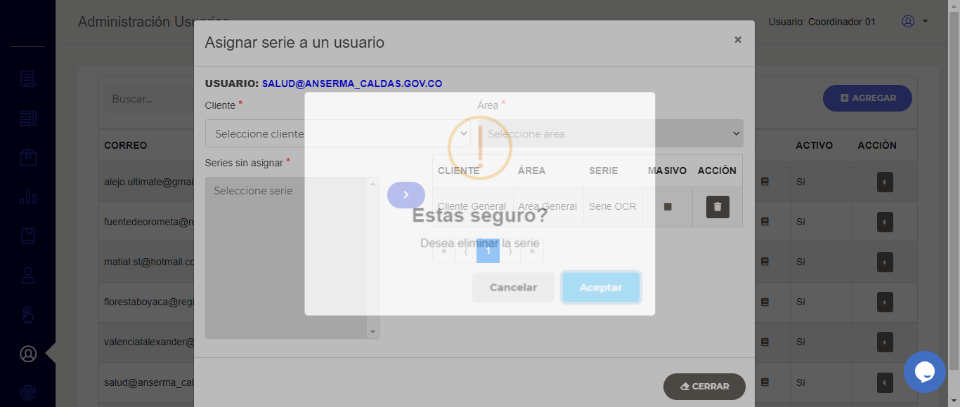 Administración Usuarios
Usuario: Coordinador 01
Asignar serie a un usuario
×
USUARIO: SALUD@ANSERMA_CALDAS.GOV.CO
Cliente *
Área *
Buscar...
AGREGAR
Seleccione cliente
Seleccione área
CORREO
ACTIVO
ACCIÓN
Series sin asignar *
CLIENTE
ÁREA
SERIE
MASIVO
ACCIÓN
Seleccione serie
alejo.ultimate@gmai
Si
Cliente General
Area General
Serie OCR
fuentedeorometa@re
Si
Estas seguro?
Desea eliminar la serie
« ⟨ 1 ⟩ »
matial.st@hotmail.cc
Si
Cancelar
Aceptar
florestaboyaca@regi
Si
valencialalexander@
Si
salud@anserma_cal
Si
CERRAR